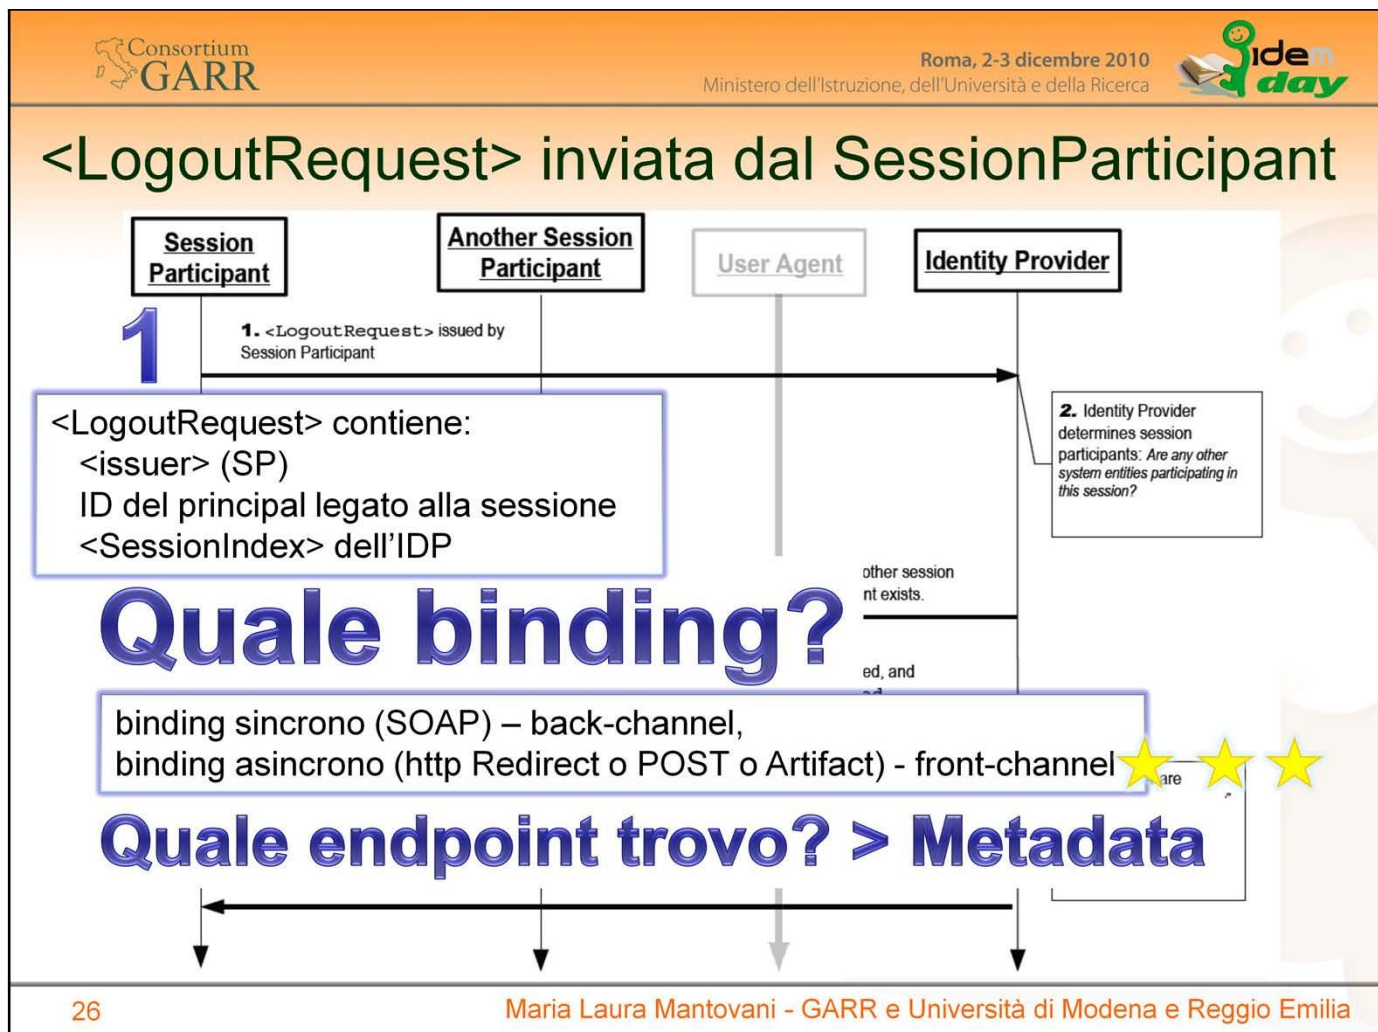 Consortium
GARR
Roma, 2-3 dicembre 2010
Ministero dell'Istruzione, dell'Università e della Ricerca
idem
day
<LogoutRequest> inviata dal SessionParticipant
Session
Participant
Another Session
Participant
User Agent
Identity Provider
1
1. <LogoutRequest> issued by
Session Participant
<LogoutRequest> contiene:
<issuer> (SP)
ID del principal legato alla sessione
<SessionIndex> dell'IDP
2. Identity Provider
determines session
participants: Are any other
system entities participating in
this session?
other session
nt exists.
Quale binding?
ed, and
binding sincrono (SOAP) – back-channel,
binding asincrono (http Redirect o POST o Artifact) - front-channel
are
Quale endpoint trovo? > Metadata
26
Maria Laura Mantovani - GARR e Università di Modena e Reggio Emilia